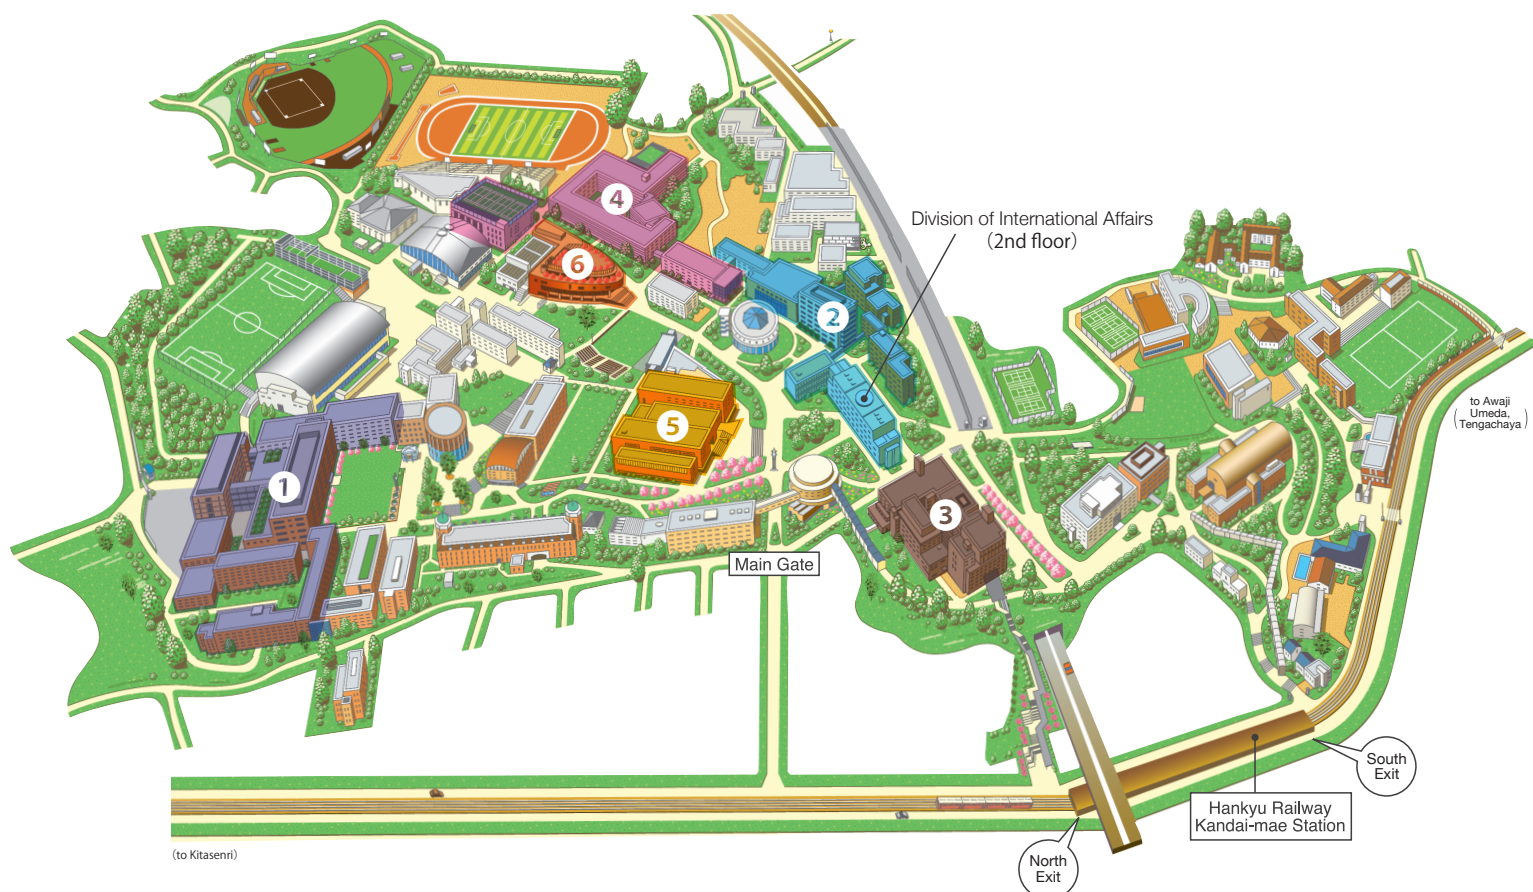 4
Division of International Affairs
(2nd floor)
6
2
to Awaji
Umeda,
Tengachaya
5
1
3
Main Gate
South
Exit
Hankyu Railway
Kandai-mae Station
(to Kitasenri)
North
Exit